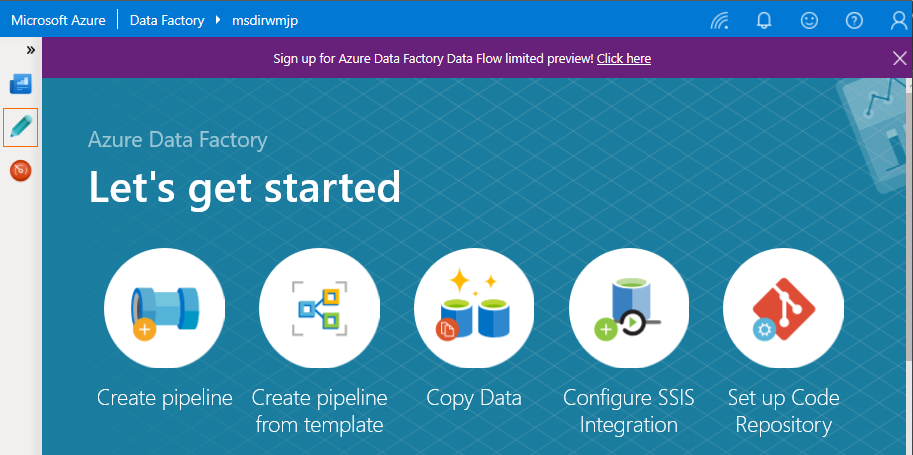 Microsoft Azure Data Factory msdirwmjp
»
Sign up for Azure Data Factory Data Flow limited preview! Click here
Azure Data Factory
Let's get started
Create pipeline
Create pipeline
from template
Copy Data
Configure SSIS
Integration
Set up Code
Repository